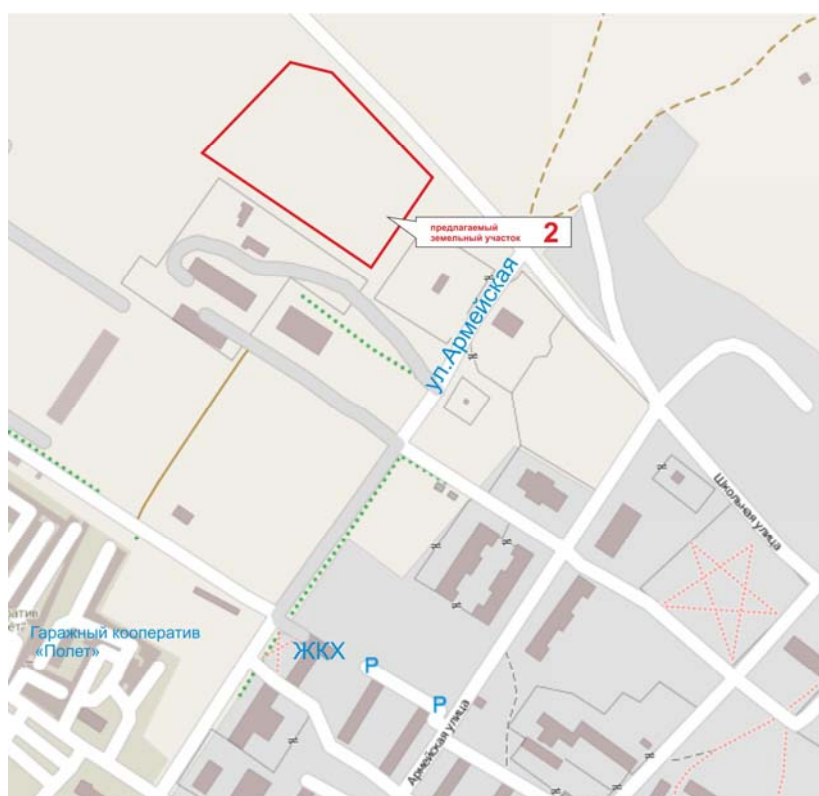 предлагаемый
земельный участок
2
ул.Армейская
Школьная улица
Гаражный кооператив
«Полет»
ЖКХ
P
P
Армейская улица